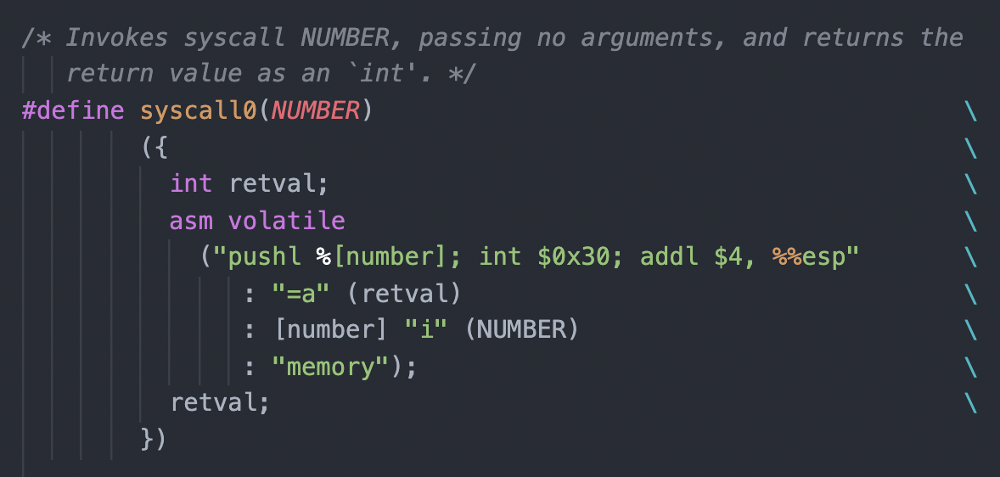 /* Invokes syscall NUMBER, passing no arguments, and returns the
   return value as an `int'. */
#define syscall0(NUMBER)                                        \
        ({                                                      \
          int retval;                                           \
          asm volatile                                          \
            ("pushl %[number]; int $0x30; addl $4, %%esp"       \
               : "=a" (retval)                                  \
               : [number] "i" (NUMBER)                          \
               : "memory");                                     \
          retval;                                               \
        })